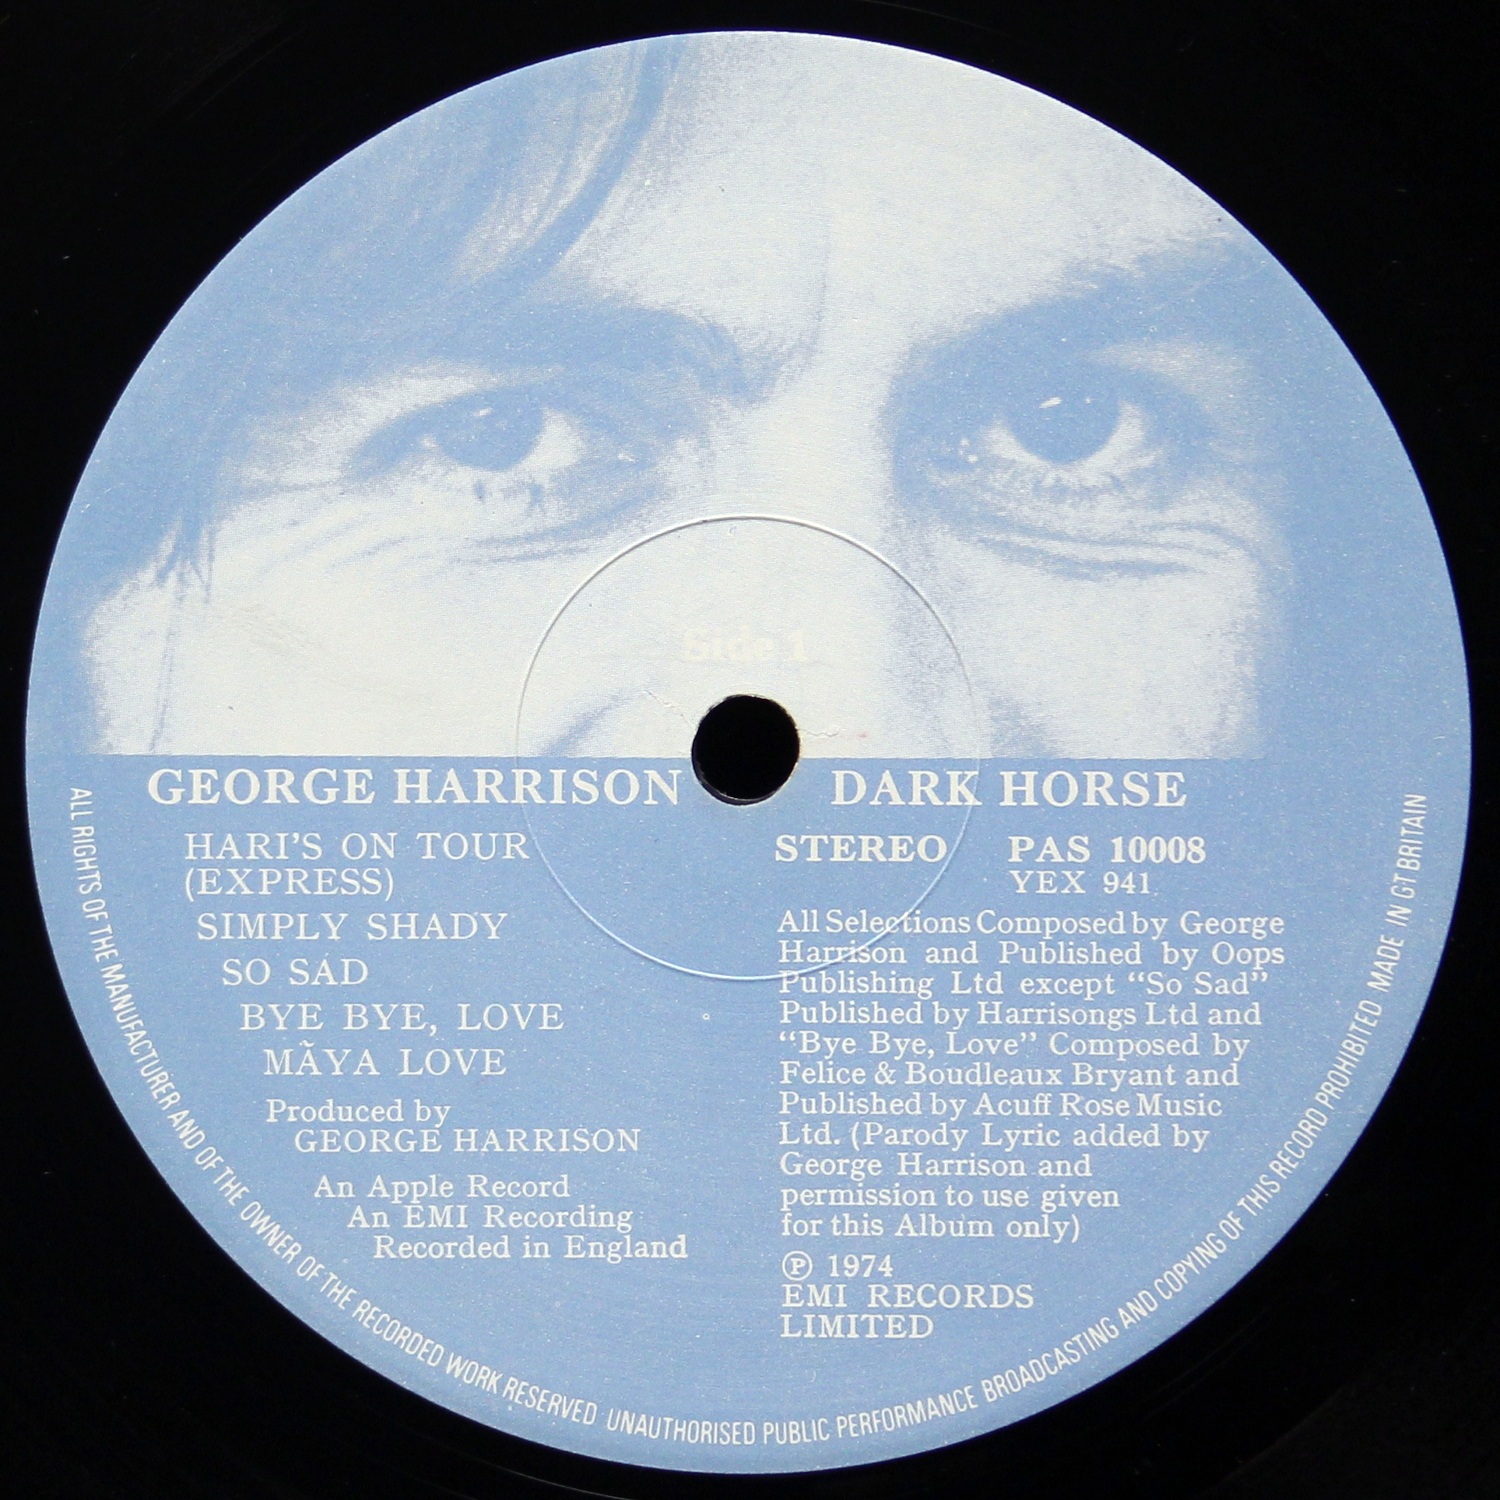 Side 1
GEORGE HARRISON
DARK HORSE
HARI'S ON TOUR
(EXPRESS)
SIMPLY SHADY
SO SAD
BYE BYE, LOVE
MÃYA LOVE
Produced by
GEORGE HARRISON
An Apple Record
An EMI Recording
Recorded in England
STEREO PAS 10008
YEX 941
All Selections Composed by George
Harrison and Published by Oops
Publishing Ltd except “So Sad”
Published by Harrisongs Ltd and
“Bye Bye, Love” Composed by
Felice & Boudleaux Bryant and
Published by Acuff Rose Music
Ltd. (Parody Lyric added by
George Harrison and
permission to use given
for this Album only)
℗ 1974
EMI RECORDS
LIMITED
ALL RIGHTS OF THE MANUFACTURER AND OF THE OWNER OF THE RECORDED WORK RESERVED UNAUTHORISED PUBLIC PERFORMANCE BROADCASTING AND COPYING OF THIS RECORD PROHIBITED MADE IN GT BRITAIN